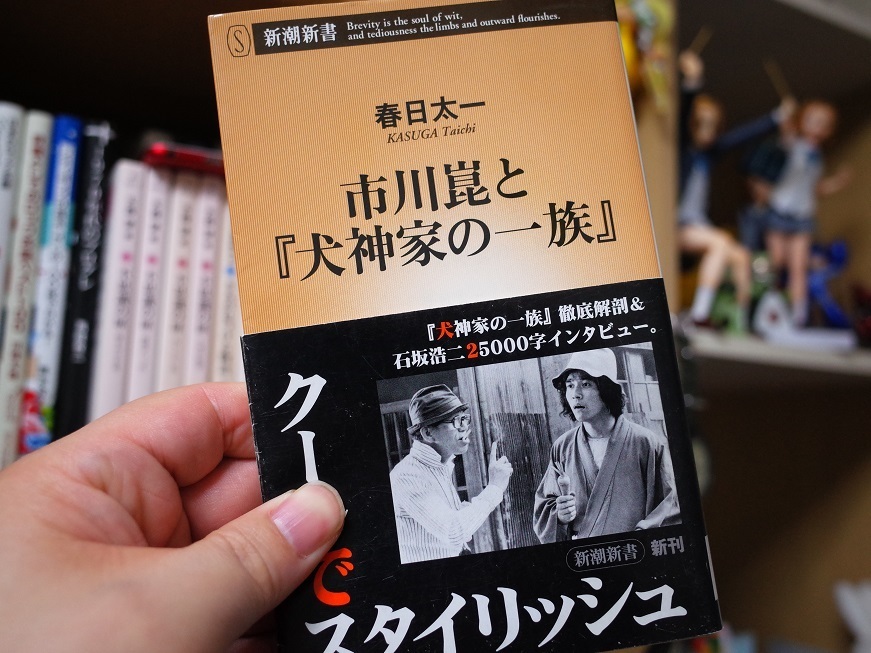 新潮新書
Brevity is the soul of wit,
and tediousness the limbs and outward flourishes.
春日太一
KASUGA Taichi
市川崑と
『犬神家の一族』
『犬神家の一族』徹底解剖&
石坂浩二25000字インタビュー。
クー
で
スタイリッシュ
新潮新書 新刊